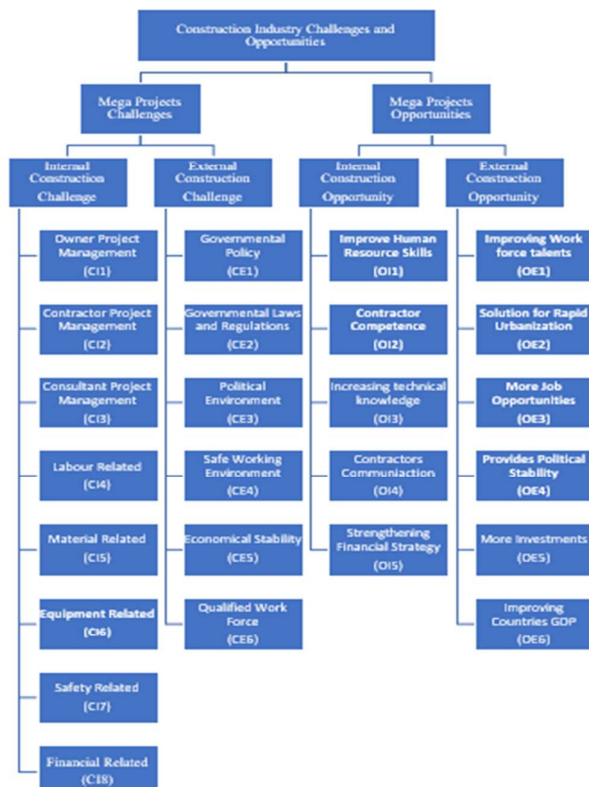 Construction Industry Challenges and
Opportunities
Mega Projects
Challenges
Mega Projects
Opportunities
Internal
Construction
Challenge
External
Construction
Challenge
Internal
Construction
Opportunity
External
Construction
Opportunity
Owner Project
Management
(CI1)
Contractor Project
Management
(CI2)
Consultant Project
Management
(CI3)
Labour Related
(CI4)
Material Related
(CI5)
Equipment Related
(CI6)
Safety Related
(CI7)
Financial Related
(CI8)
Governmental
Policy
(CE1)
Governmental Laws
and Regulations
(CE2)
Political
Environment
(CE3)
Safe Working
Environment
(CE4)
Economical Stability
(CE5)
Qualified Work
Force
(CE6)
Improve Human
Resource Skills
(OI1)
Contractor
Competence
(OI2)
Increasing technical
knowledge
(OI3)
Contractors
Communiaction
(OI4)
Strengthening
Financial Strategy
(OI5)
Improving Work
force talents
(OE1)
Solution for Rapid
Urbanization
(OE2)
More Job
Opportunities
(OE3)
Provides Political
Stability
(OE4)
More Investments
(OE5)
Improving
Countries GDP
(OE6)